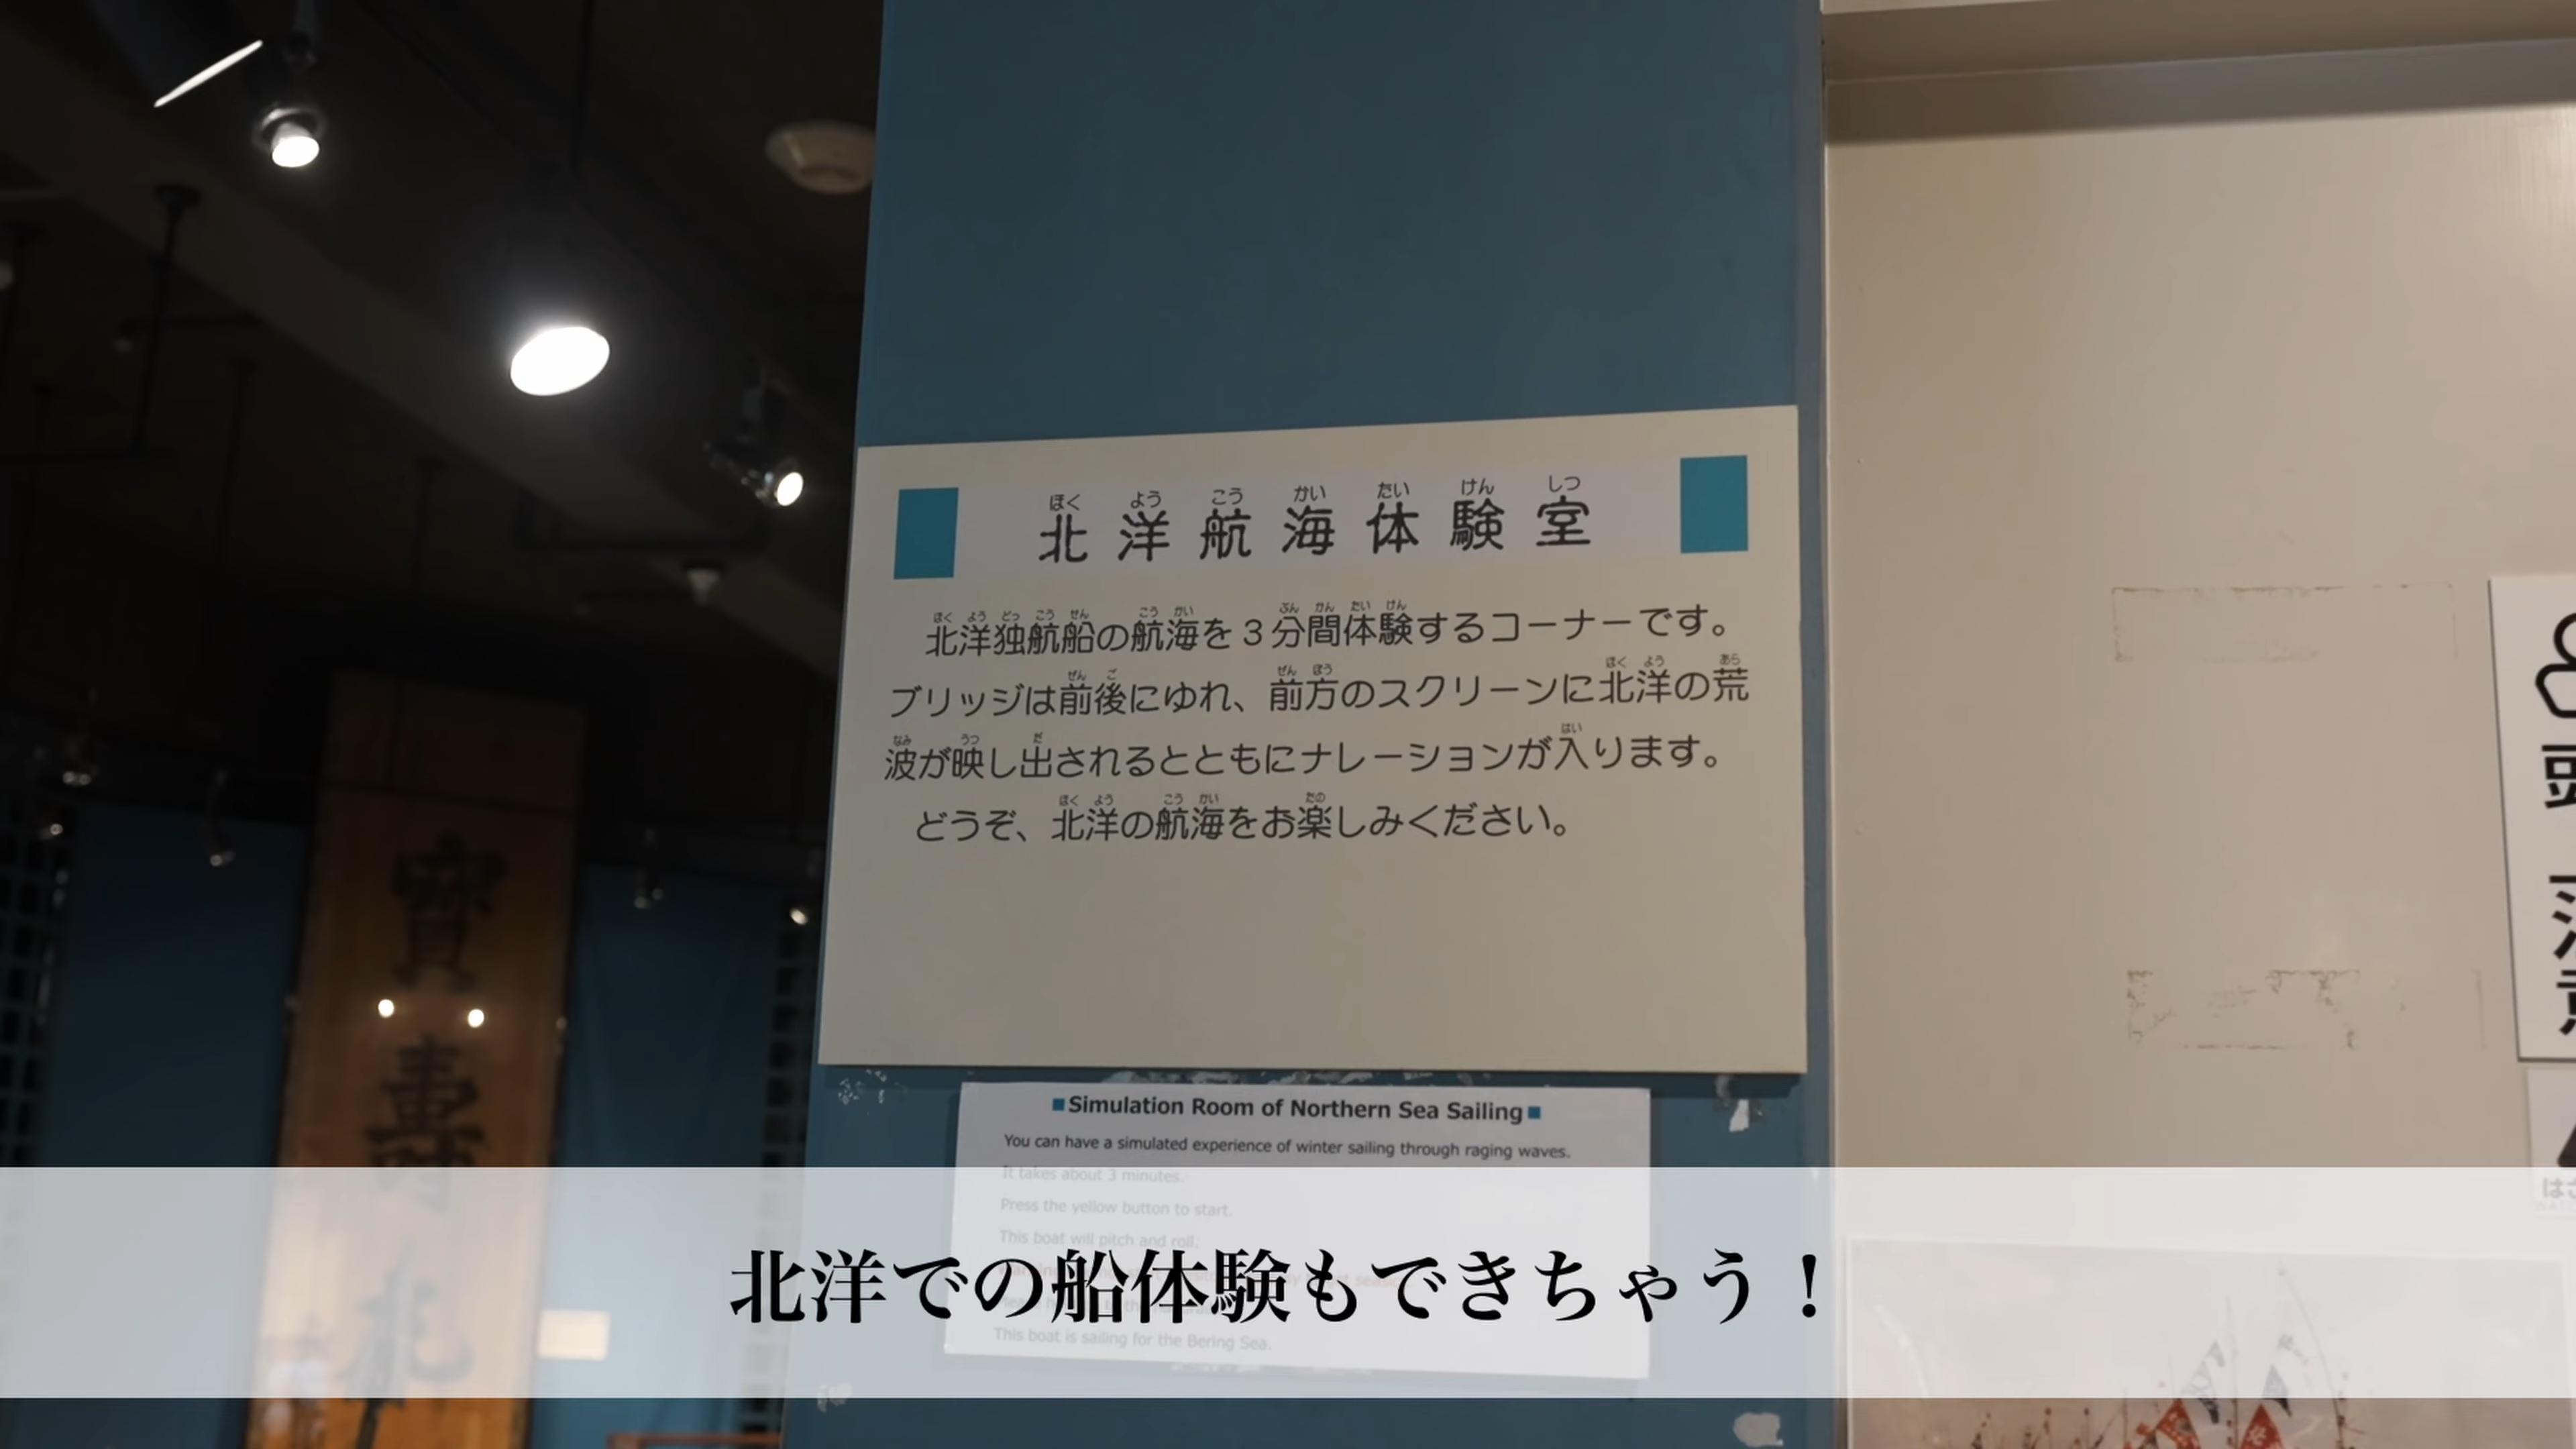 北洋航海体験室
北洋独航船の航海を3分間体験するコーナーです。
ブリッジは前後にゆれ、前方のスクリーンに北洋の荒
波が映し出されるとともにナレーションが入ります。
どうぞ、北洋の航海をお楽しみください。
■Simulation Room of Northern Sea Sailing■
You can have a simulated experience of winter sailing through raging waves.
It takes about 3 minutes.
Press the yellow button to start.
This boat will pitch and roll.
This boat is sailing for the Bering Sea.
北洋での船体験もできちゃう！
寶
壽
丸
頭